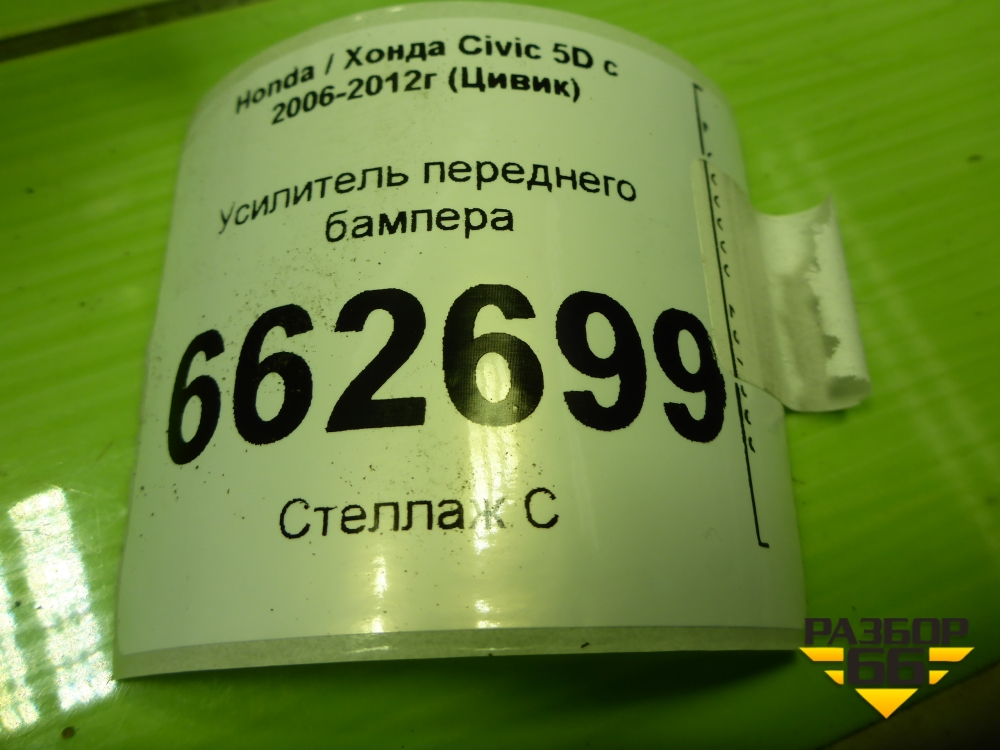 Honda / Хонда Civic 5D с
2006-2012г (Цивик)
Усилитель переднего
бампера
662699
Стеллаж С
РАЗБОР
66